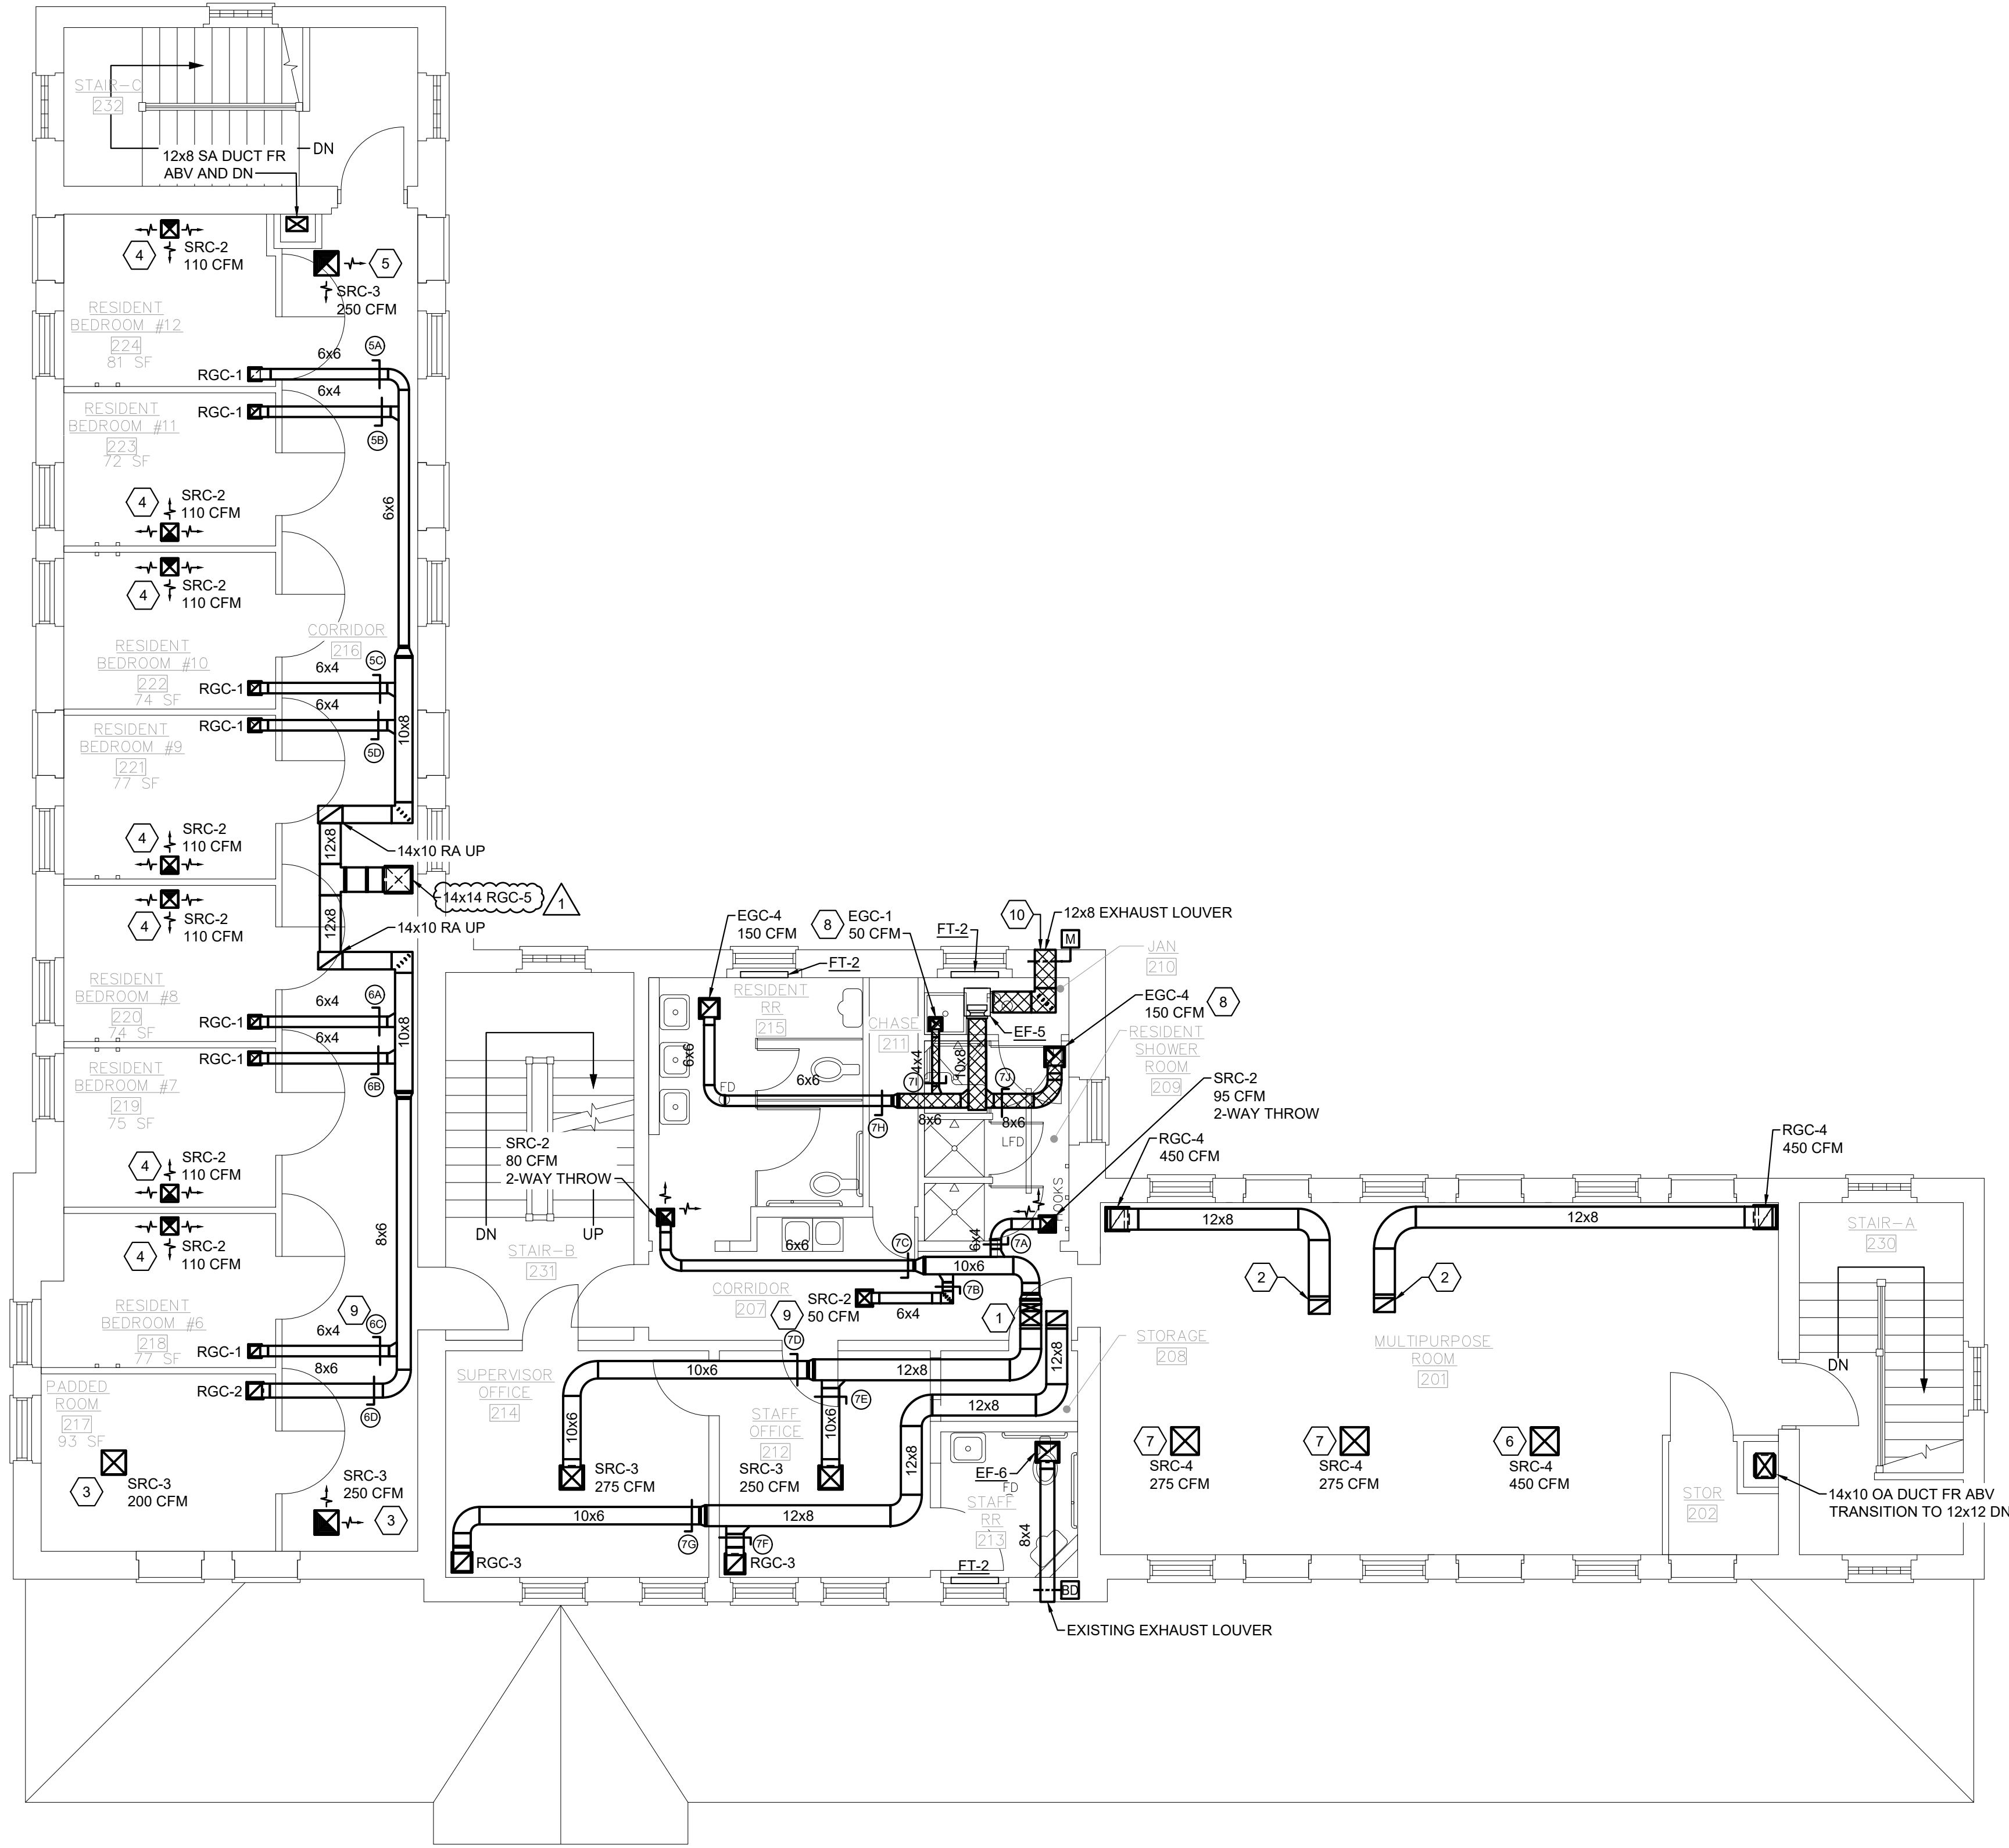 STAIR-C
232
DN
12x8 SA DUCT FR
ABV AND DN
4
SRC-2
110 CFM
5
SRC-3
250 CFM
RESIDENT
BEDROOM #12
224
81 SF
6x6
5A
RGC-1
6x4
RESIDENT
BEDROOM #11
223
72 SF
RGC-1
5B
6x6
4
SRC-2
110 CFM
4
SRC-2
110 CFM
CORRIDOR
216
RESIDENT
BEDROOM #10
222
74 SF
6x4
5C
RGC-1
6x4
RESIDENT
BEDROOM #9
221
77 SF
RGC-1
5D
10x8
4
SRC-2
110 CFM
12x8
14x10 RA UP
14x14 RGC-5
1
12x8
14x10 RA UP
4
SRC-2
110 CFM
RESIDENT
BEDROOM #8
220
74 SF
6x4
6A
RGC-1
6x4
10x8
RESIDENT
BEDROOM #7
219
75 SF
RGC-1
6B
4
SRC-2
110 CFM
8x6
4
SRC-2
110 CFM
RESIDENT
BEDROOM #6
218
77 SF
9
6C
6x4
RGC-1
8x6
RGC-2
6D
PADDED
ROOM
217
93 SF
3
SRC-3
200 CFM
SRC-3
250 CFM
3
DN
UP
STAIR-B
231
EGC-4
150 CFM
8
EGC-1
50 CFM
FT-2
10
12x8 EXHAUST LOUVER
M
JAN
210
FT-2
RESIDENT
RR
215
CHASE
211
EF-5
EGC-4
150 CFM
8
RESIDENT
SHOWER
ROOM
209
6x6
FD
6x6
4x4
10x8
7I
7J
7H
8x6
8x6
LFD
SRC-2
95 CFM
2-WAY THROW
SRC-2
80 CFM
2-WAY THROW
HOOKS
6x6
7C
6x4
7A
10x6
CORRIDOR
207
9
SRC-2
50 CFM
7B
6x4
1
7D
STORAGE
208
SUPERVISOR
OFFICE
214
10x6
12x8
12x8
10x6
7E
STAFF
OFFICE
212
10x6
12x8
SRC-3
275 CFM
SRC-3
250 CFM
12x8
EF-6
FD
STAFF
RR
213
8x4
10x6
12x8
7G
7F
RGC-3
RGC-3
FT-2
BD
EXISTING EXHAUST LOUVER
RGC-4
450 CFM
RGC-4
450 CFM
12x8
12x8
2
2
MULTIPURPOSE
ROOM
201
7
SRC-4
275 CFM
7
SRC-4
275 CFM
6
SRC-4
450 CFM
STAIR-A
230
DN
STOR
202
14x10 OA DUCT FR ABV
TRANSITION TO 12x12 DN